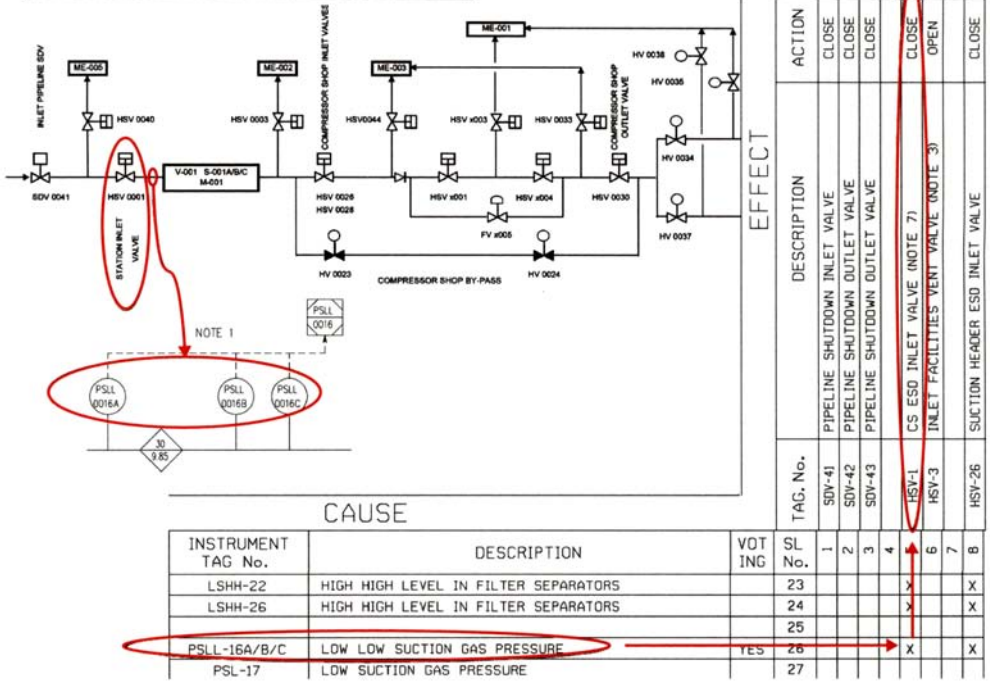 ME-001
ME-005
ME-002
ME-003
INLET PIPELINE SDV
COMPRESSOR SHOP INLET VALVES
COMPRESSOR SHOP
OUTLET VALVE
HV 0036
HV 0035
HSV 0040
HSV 0003
HSV0044
HSV x003
HSV 0033
HV 0034
V-001 S-001A/B/C
M-001
SDV 0041
HSV 0001
HSV 0026
HSV 0028
HSV x001
HSV x004
HSV 0030
FV x005
HV 0037
STATION INLET
VALVE
HV 0023
HV 0024
COMPRESSOR SHOP BY-PASS
PSLL
0016
NOTE 1
PSLL
0016A
PSLL
0016B
PSLL
0016C
30
9.85
EFFECT
ACTION
CLOSE
CLOSE
CLOSE
CLOSE
OPEN
CLOSE
DESCRIPTION
PIPELINE SHUTDOWN INLET VALVE
PIPELINE SHUTDOWN OUTLET VALVE
PIPELINE SHUTDOWN OUTLET VALVE
CS ESD INLET VALVE (NOTE 7)
INLET FACILITIES VENT VALVE (NOTE 3)
SUCTION HEADER ESD INLET VALVE
TAG. No.
SDV-41
SDV-42
SDV-43
HSV-1
HSV-3
HSV-26
CAUSE
INSTRUMENT
TAG No.
DESCRIPTION
VOT
ING
SL
No.
1 2 3 4 5 6 7 8
LSHH-22 HIGH HIGH LEVEL IN FILTER SEPARATORS 23 X X
LSHH-26 HIGH HIGH LEVEL IN FILTER SEPARATORS 24 X X
25
PSLL-16A/B/C LOW LOW SUCTION GAS PRESSURE YES 26 X X
PSL-17 LOW SUCTION GAS PRESSURE 27